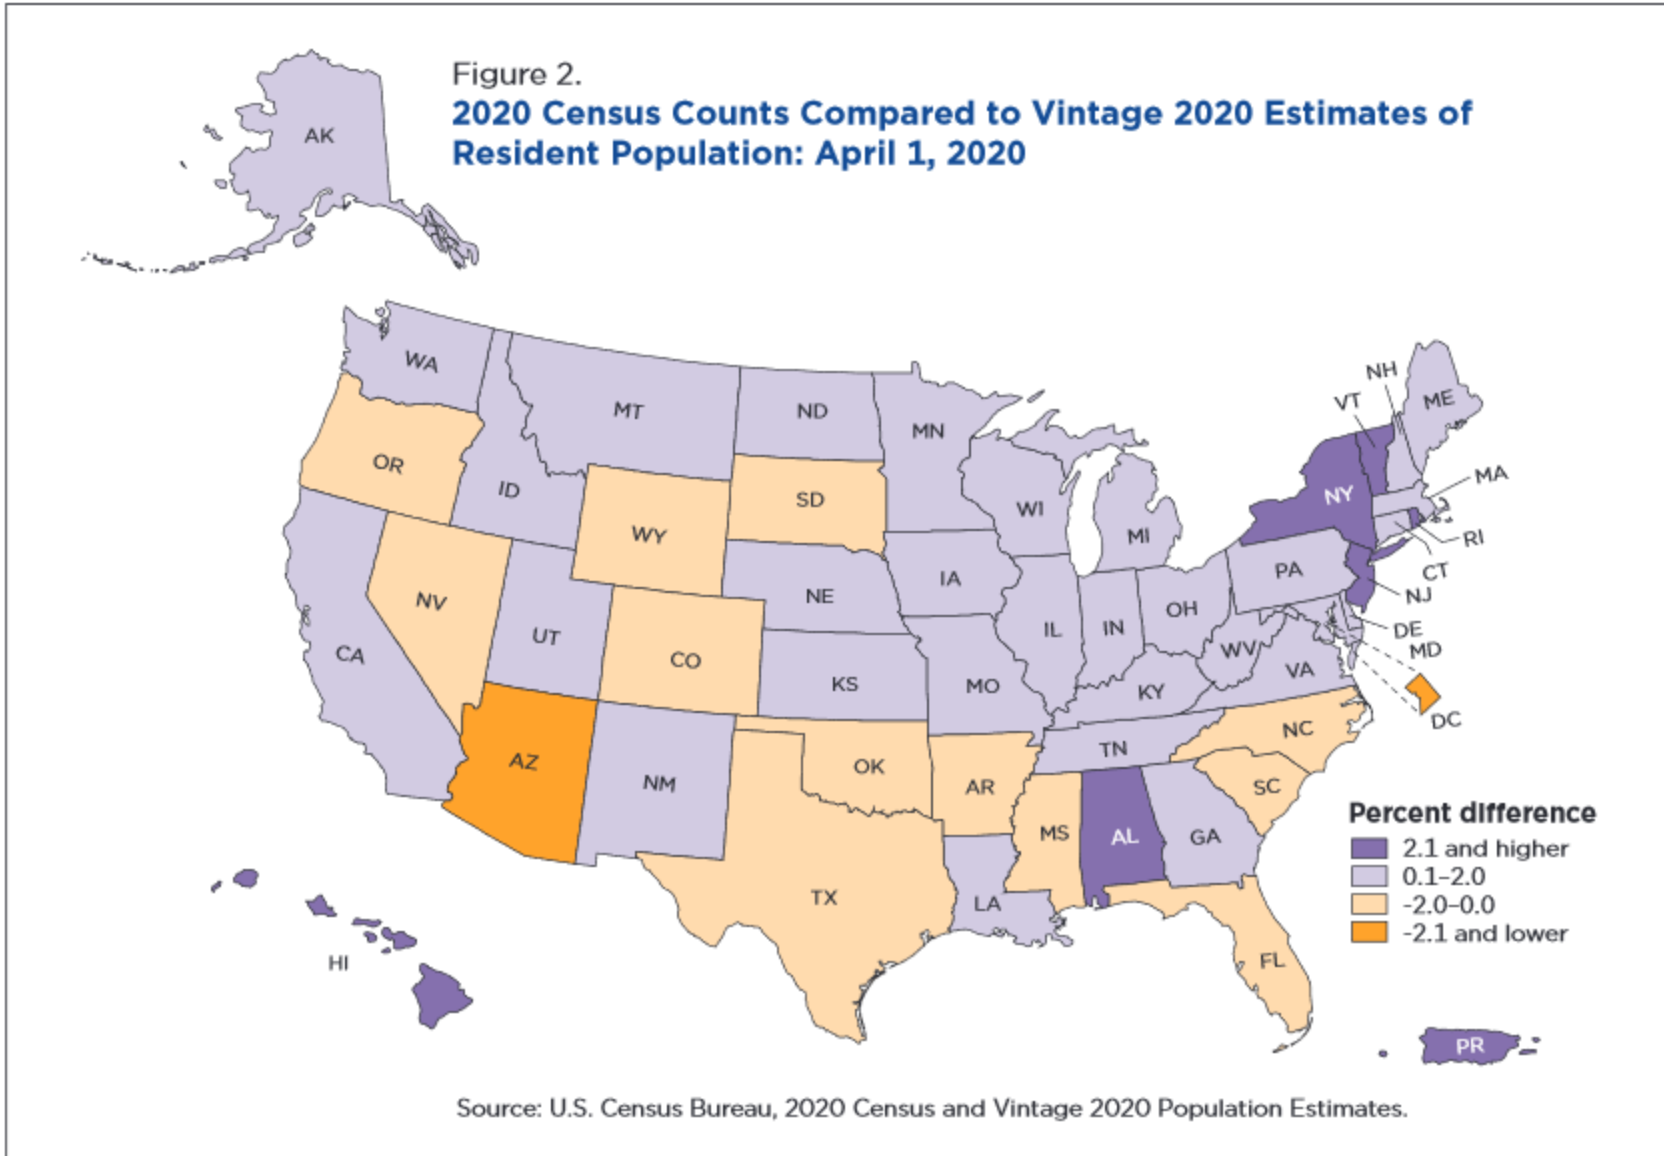 Figure 2.
2020 Census Counts Compared to Vintage 2020 Estimates of
Resident Population: April 1, 2020
AK
WA
MT
ND
MN
NH
VT
ME
OR
ID
WY
SD
WI
MI
NY
MA
RI
CT
NJ
NV
UT
CO
NE
IA
IL
IN
OH
PA
DE
MD
CA
KS
MO
KY
WV
VA
DC
AZ
NM
OK
AR
TN
NC
SC
TX
LA
MS
AL
GA
FL
Percent difference
2.1 and higher
0.1–2.0
-2.0–0.0
-2.1 and lower
HI
PR
Source: U.S. Census Bureau, 2020 Census and Vintage 2020 Population Estimates.